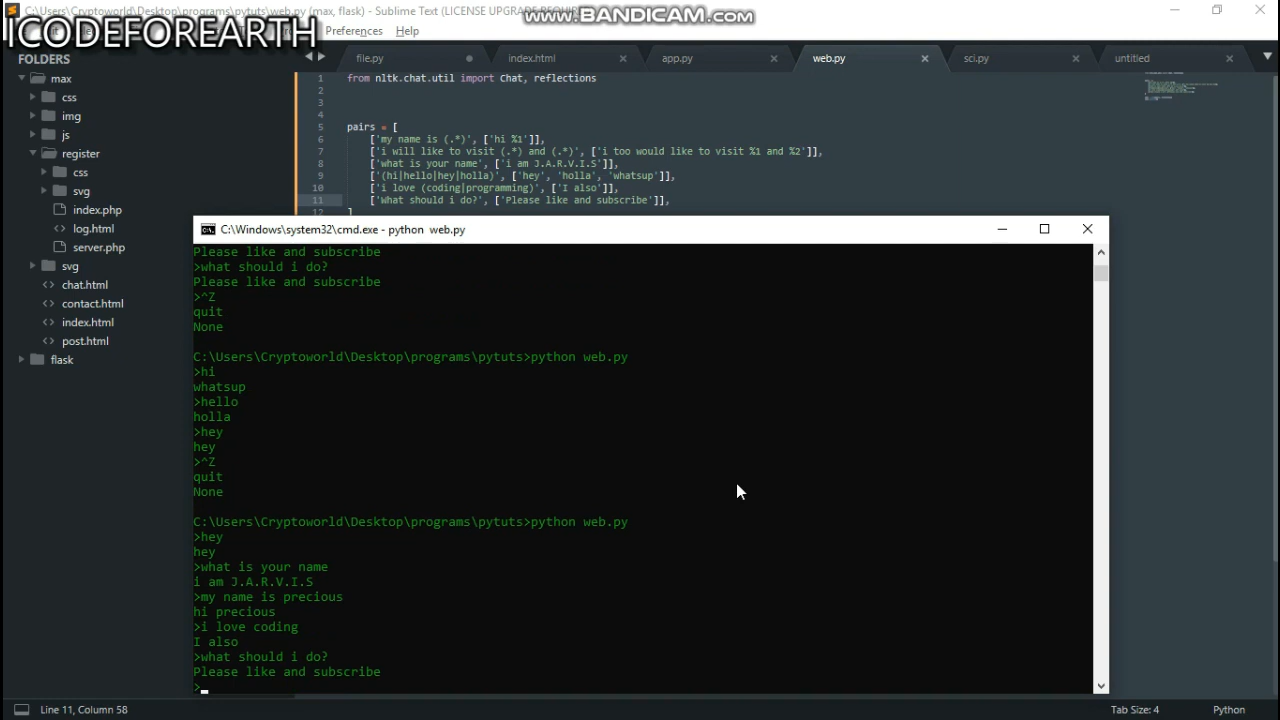 C:\Users\Cryptoworld\Desktop\programs\pytuts\web.py (max, flask) - Sublime Text (LICENSE UPGRADE REQUIR
www.BANDICAM.com
ICODEFOREARTH
Preferences Help
FOLDERS
max
css
img
js
register
css
svg
index.php
log.html
server.php
svg
chat.html
contact.html
index.html
post.html
flask
file.py
index.html
app.py
web.py
sci.py
untitled
1 from nltk.chat.util import Chat, reflections
2
3
4
5 pairs = [
6 ['my name is (.*)', ['hi %1']],
7 ['i will like to visit (.*) and (.*)', ['i too would like to visit %1 and %2']],
8 ['what is your name', ['i am J.A.R.V.I.S']],
9 ['(hi|hello|hey|holla)', ['hey', 'holla', 'whatsup']],
10 ['i love (coding|programming)', ['I also']],
11 ['What should i do?', ['Please like and subscribe']],
12 ]
C:\Windows\system32\cmd.exe - python web.py
Please like and subscribe
>what should i do?
Please like and subscribe
>^Z
quit
None
C:\Users\Cryptoworld\Desktop\programs\pytuts>python web.py
>hi
whatsup
>hello
holla
>hey
hey
>^Z
quit
None
C:\Users\Cryptoworld\Desktop\programs\pytuts>python web.py
>hey
hey
>what is your name
i am J.A.R.V.I.S
>my name is precious
hi precious
>i love coding
I also
>what should i do?
Please like and subscribe
>
Line 11, Column 58
Tab Size: 4
Python